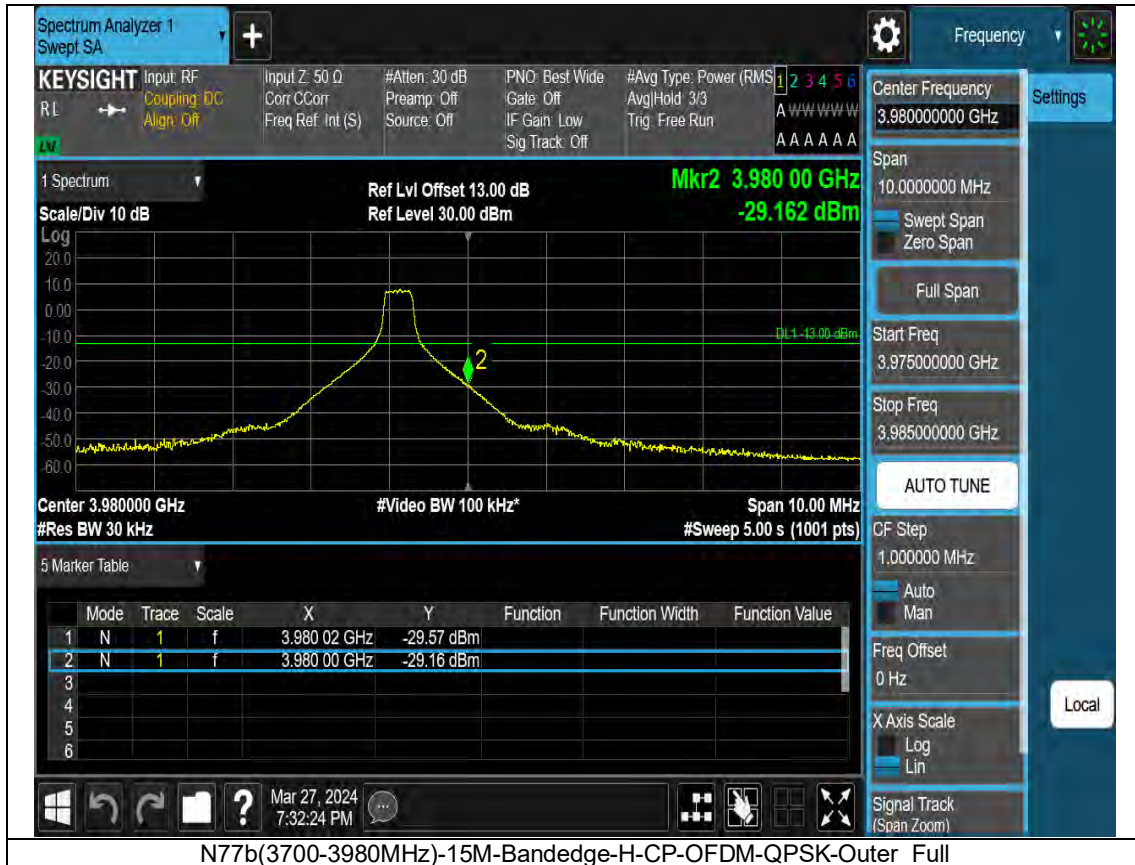 Spectrum Analyzer 1
Swept SA
+
Frequency
KEYSIGHT
RL
Input: RF
Coupling: DC
Align: Off
Input Z: 50 Ω
Corr CCorr
Freq Ref: Int (S)
#Atten: 30 dB
Preamp: Off
Source: Off
PNO: Best Wide
Gate: Off
IF Gain: Low
Sig Track: Off
#Avg Type: Power (RMS
Avg|Hold: 3/3
Trig: Free Run
1 2 3 4 5 6
A W W W W W
A A A A A A
1 Spectrum
Scale/Div 10 dB
Ref Lvl Offset 13.00 dB
Ref Level 30.00 dBm
Mkr2 3.980 00 GHz
-29.162 dBm
Log
20.0
10.0
0.00
-10.0
-20.0
-30.0
-40.0
-50.0
-60.0
DL1 -13.00 dBm
2
Center 3.980000 GHz
#Res BW 30 kHz
#Video BW 100 kHz*
Span 10.00 MHz
#Sweep 5.00 s (1001 pts)
5 Marker Table
Mode Trace Scale X Y Function Function Width Function Value
1 N 1 f 3.980 02 GHz -29.57 dBm
2 N 1 f 3.980 00 GHz -29.16 dBm
3
4
5
6
Center Frequency
3.980000000 GHz
Settings
Span
10.0000000 MHz
Swept Span
Zero Span
Full Span
Start Freq
3.975000000 GHz
Stop Freq
3.985000000 GHz
AUTO TUNE
CF Step
1.000000 MHz
Auto
Man
Freq Offset
0 Hz
X Axis Scale
Log
Lin
Local
Signal Track
(Span Zoom)
?
Mar 27, 2024
7:32:24 PM
N77b(3700-3980MHz)-15M-Bandedge-H-CP-OFDM-QPSK-Outer_Full